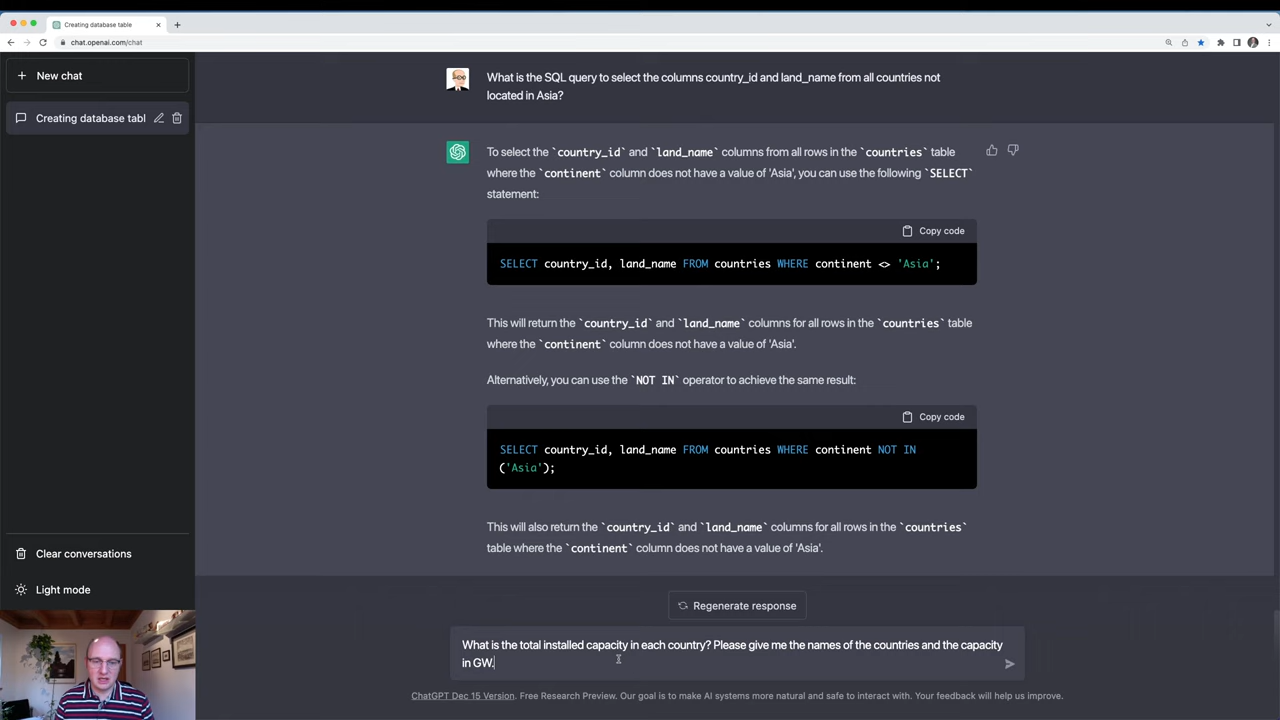 Creating database table
chat.openai.com/chat
New chat
Creating database tabl
What is the SQL query to select the columns country_id and land_name from all countries not
located in Asia?
To select the `country_id` and `land_name` columns from all rows in the `countries` table
where the `continent` column does not have a value of 'Asia', you can use the following `SELECT`
statement:
Copy code
SELECT country_id, land_name FROM countries WHERE continent <> 'Asia';
This will return the `country_id` and `land_name` columns for all rows in the `countries` table
where the `continent` column does not have a value of 'Asia'.
Alternatively, you can use the `NOT IN` operator to achieve the same result:
Copy code
SELECT country_id, land_name FROM countries WHERE continent NOT IN
('Asia');
This will also return the `country_id` and `land_name` columns for all rows in the `countries`
table where the `continent` column does not have a value of 'Asia'.
Clear conversations
Light mode
Regenerate response
What is the total installed capacity in each country? Please give me the names of the countries and the capacity
in GW.
ChatGPT Dec 15 Version. Free Research Preview. Our goal is to make AI systems more natural and safe to interact with. Your feedback will help us improve.